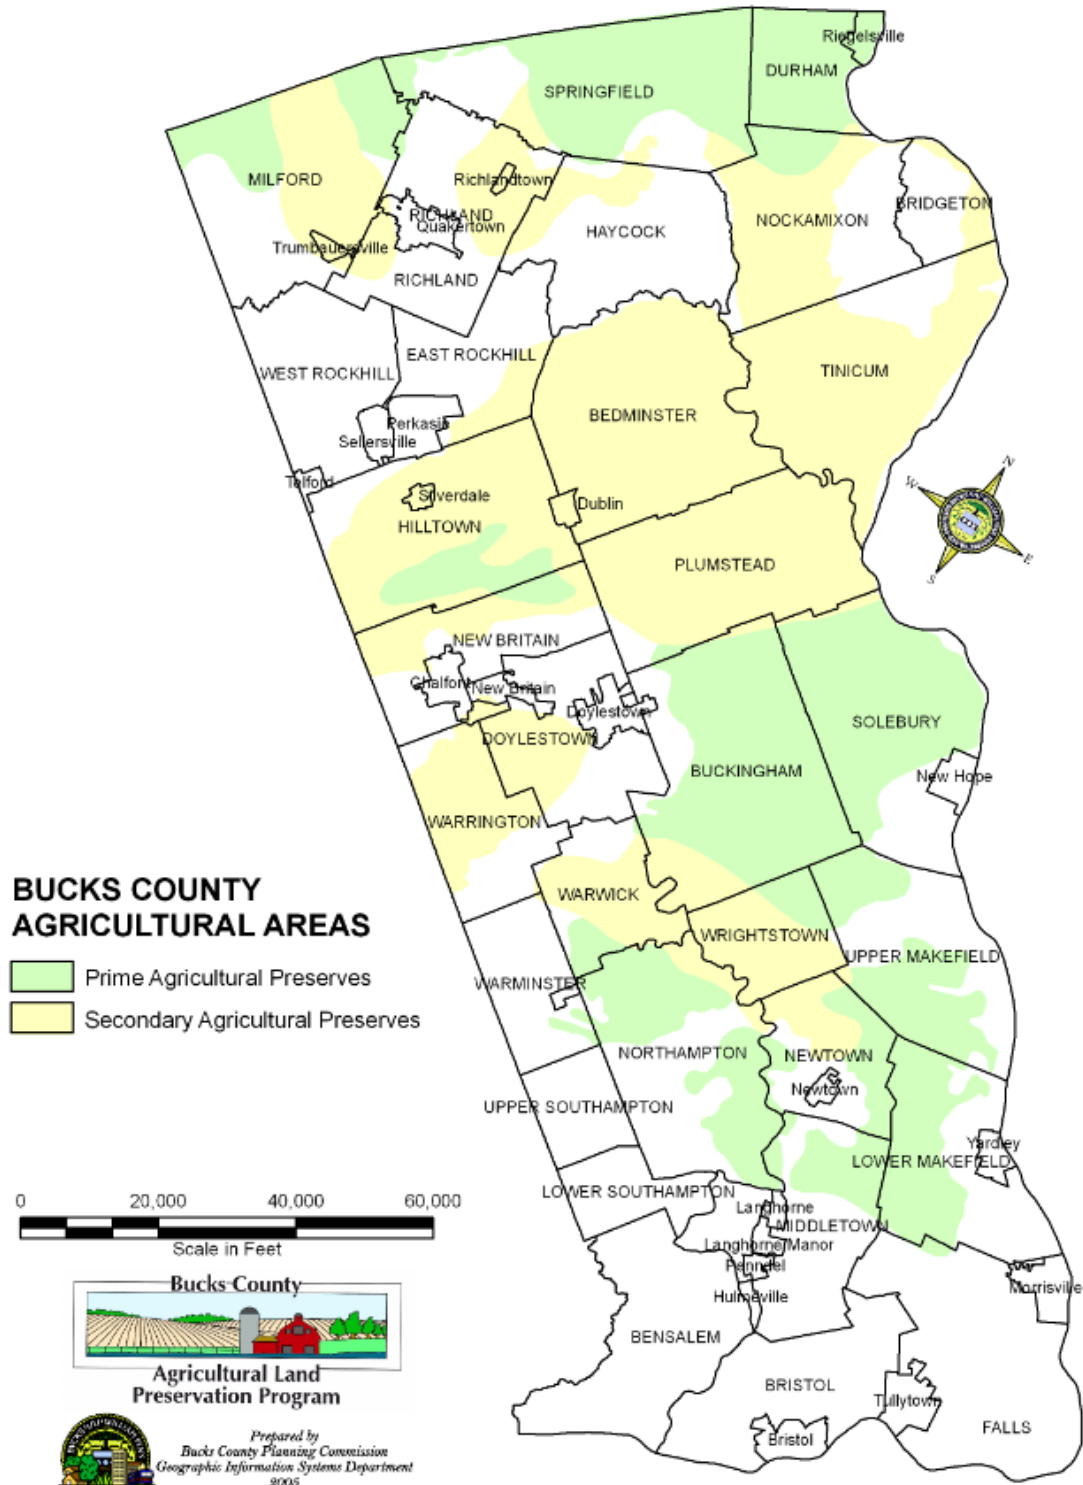 Riegelsville
DURHAM
SPRINGFIELD
MILFORD
Richlandtown
RICHLAND
Quakertown
Trumbauersville
RICHLAND
HAYCOCK
NOCKAMIXON
BRIDGETON
WEST ROCKHILL
EAST ROCKHILL
TINICUM
BEDMINSTER
Perkasie
Sellersville
Telford
Silverdale
HILLTOWN
Dublin
N
W
E
S
PLUMSTEAD
NEW BRITAIN
Chalfont
New Britain
Doylestown
DOYLESTOWN
SOLEBURY
BUCKINGHAM
New Hope
WARRINGTON
BUCKS COUNTY
AGRICULTURAL AREAS
Prime Agricultural Preserves
Secondary Agricultural Preserves
WARWICK
WRIGHTSTOWN
UPPER MAKEFIELD
WARMINSTER
NORTHAMPTON
NEWTOWN
Newtown
UPPER SOUTHAMPTON
Yardley
LOWER MAKEFIELD
LOWER SOUTHAMPTON
Langhorne
MIDDLETOWN
Langhorne Manor
Penndel
Hulmeville
Morrisville
BENSALEM
BRISTOL
Tullytown
FALLS
Bristol
0 20,000 40,000 60,000
Scale in Feet
Bucks County
Agricultural Land
Preservation Program
Prepared by
Bucks County Planning Commission
Geographic Information Systems Department
2005